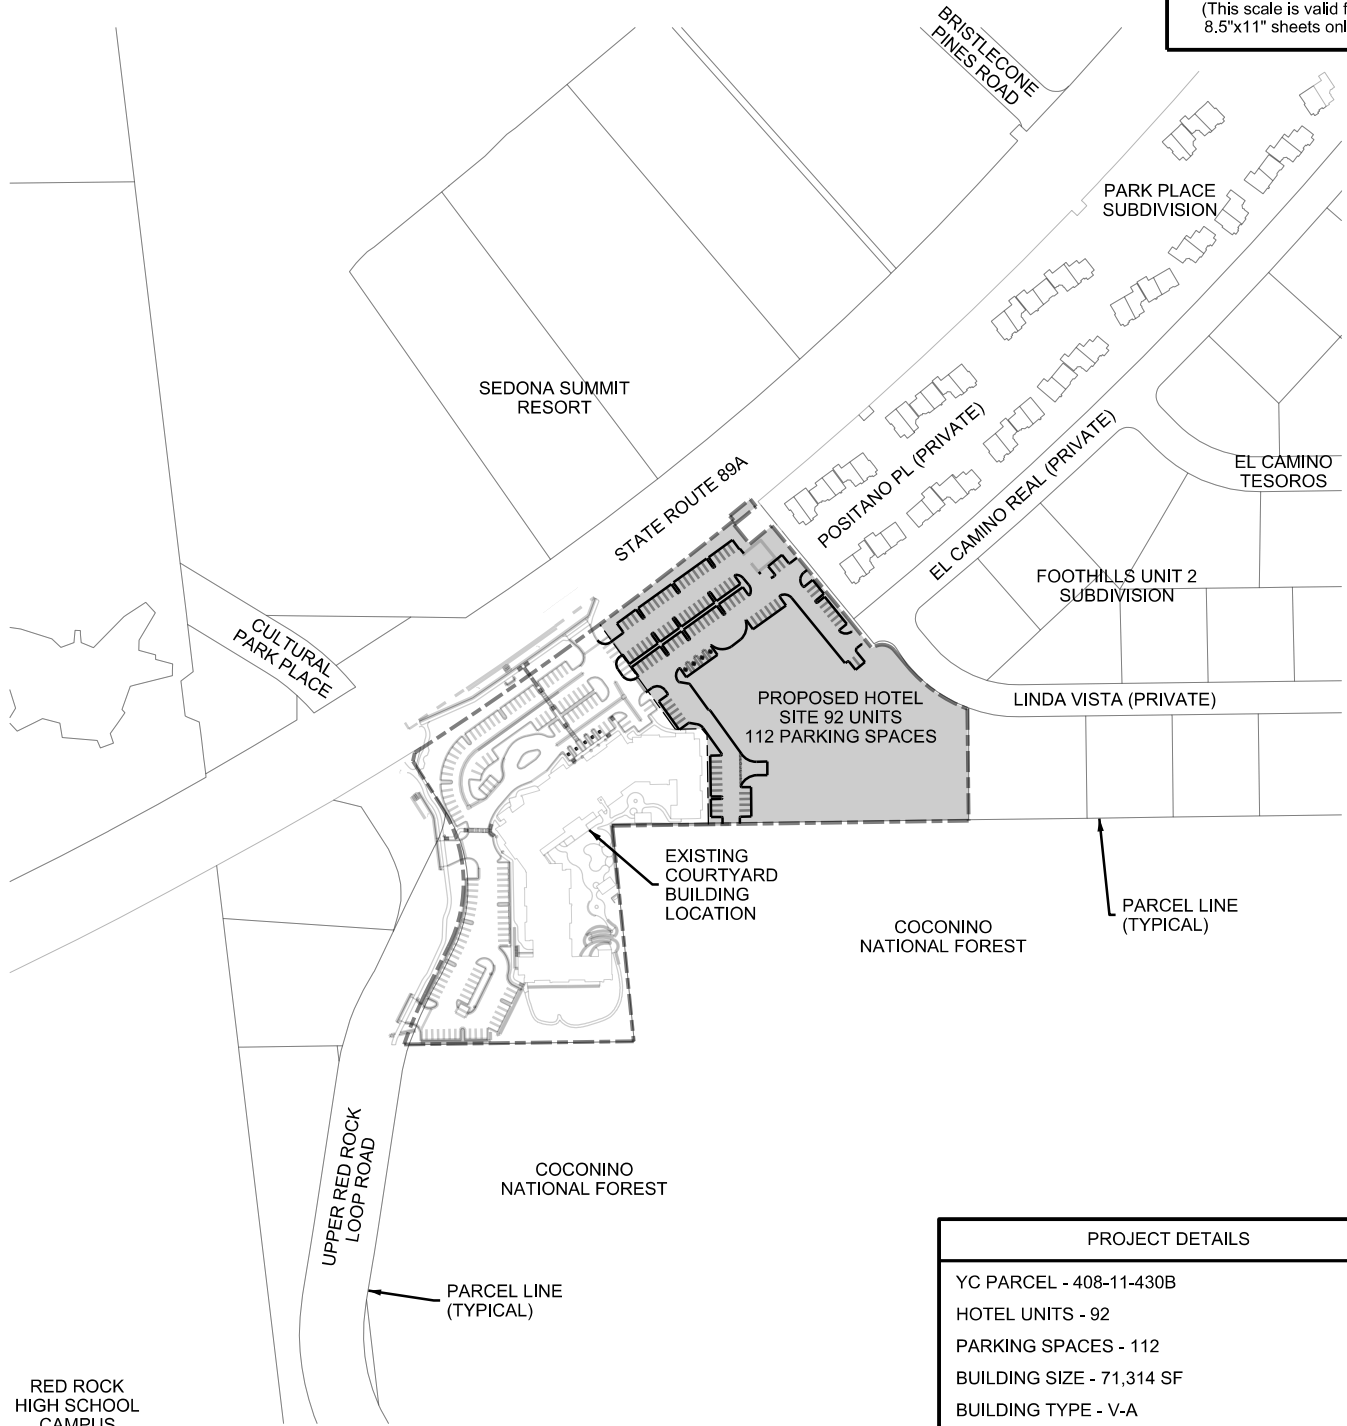 (This scale is valid f
8.5"x11" sheets onl
BRISTLECONE
PINES ROAD
PARK PLACE
SUBDIVISION
SEDONA SUMMIT
RESORT
STATE ROUTE 89A
POSITANO PL (PRIVATE)
EL CAMINO REAL (PRIVATE)
EL CAMINO
TESOROS
FOOTHILLS UNIT 2
SUBDIVISION
CULTURAL
PARK PLACE
PROPOSED HOTEL
SITE 92 UNITS
112 PARKING SPACES
LINDA VISTA (PRIVATE)
EXISTING
COURTYARD
BUILDING
LOCATION
PARCEL LINE
(TYPICAL)
COCONINO
NATIONAL FOREST
COCONINO
NATIONAL FOREST
UPPER RED ROCK
LOOP ROAD
PARCEL LINE
(TYPICAL)
RED ROCK
HIGH SCHOOL
CAMPUS
PROJECT DETAILS
YC PARCEL - 408-11-430B
HOTEL UNITS - 92
PARKING SPACES - 112
BUILDING SIZE - 71,314 SF
BUILDING TYPE - V-A